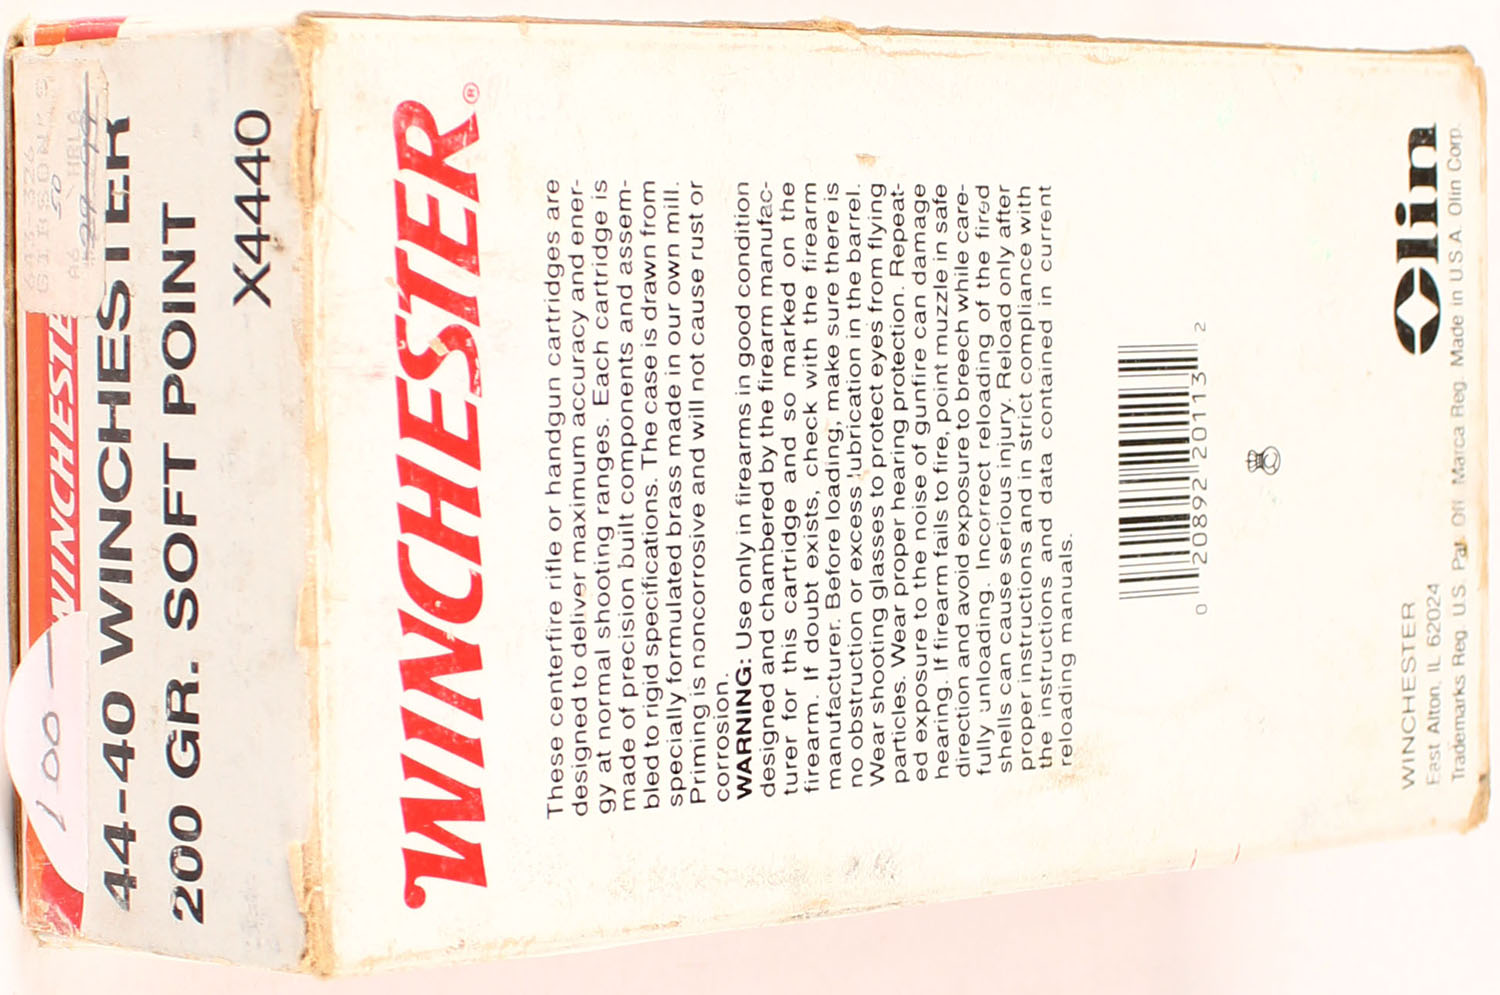 WINCHESTE
100
643-326
50
44-40 WINCHESTER
200 GR. SOFT POINT
X4440
WINCHESTER®
These centerfire rifle or handgun cartridges are
designed to deliver maximum accuracy and ener-
gy at normal shooting ranges. Each cartridge is
made of precision built components and assem-
bled to rigid specifications. The case is drawn from
specially formulated brass made in our own mill.
Priming is noncorrosive and will not cause rust or
corrosion.
WARNING: Use only in firearms in good condition
designed and chambered by the firearm manufac-
turer for this cartridge and so marked on the
firearm. If doubt exists, check with the firearm
manufacturer. Before loading, make sure there is
no obstruction or excess lubrication in the barrel.
Wear shooting glasses to protect eyes from flying
particles. Wear proper hearing protection. Repeat-
ed exposure to the noise of gunfire can damage
hearing. If firearm fails to fire, point muzzle in safe
direction and avoid exposure to breech while care-
fully unloading. Incorrect reloading of the fired
shells can cause serious injury. Reload only after
proper instructions and in strict compliance with
the instructions and data contained in current
reloading manuals.
0 20892 20113 2
WINCHESTER
East Alton, IL 62024
Trademarks Reg. U.S. Pat. Off. Marca Reg. Made in U.S.A. Olin Corp.
Olin